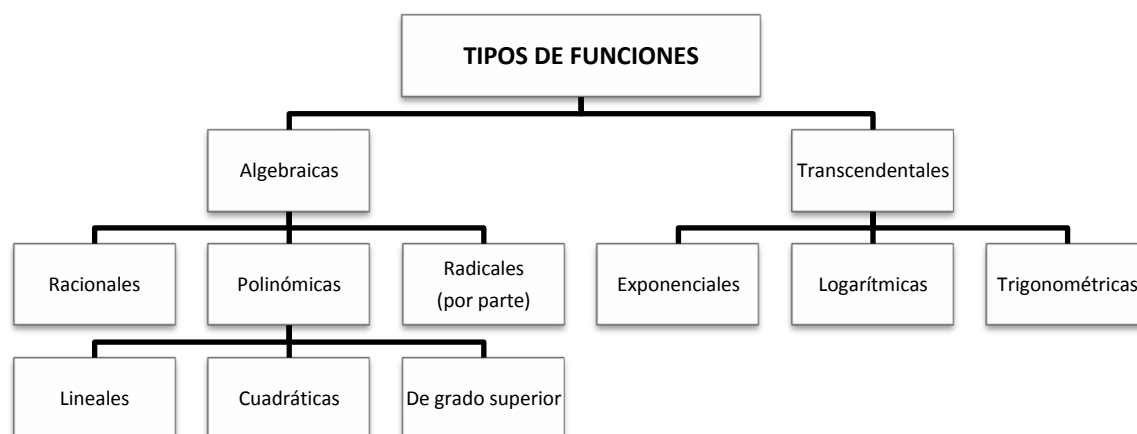 TIPOS DE FUNCIONES
Algebraicas
Transcendentales
Racionales
Polinómicas
Radicales
(por parte)
Exponenciales
Logarítmicas
Trigonométricas
Lineales
Cuadráticas
De grado superior